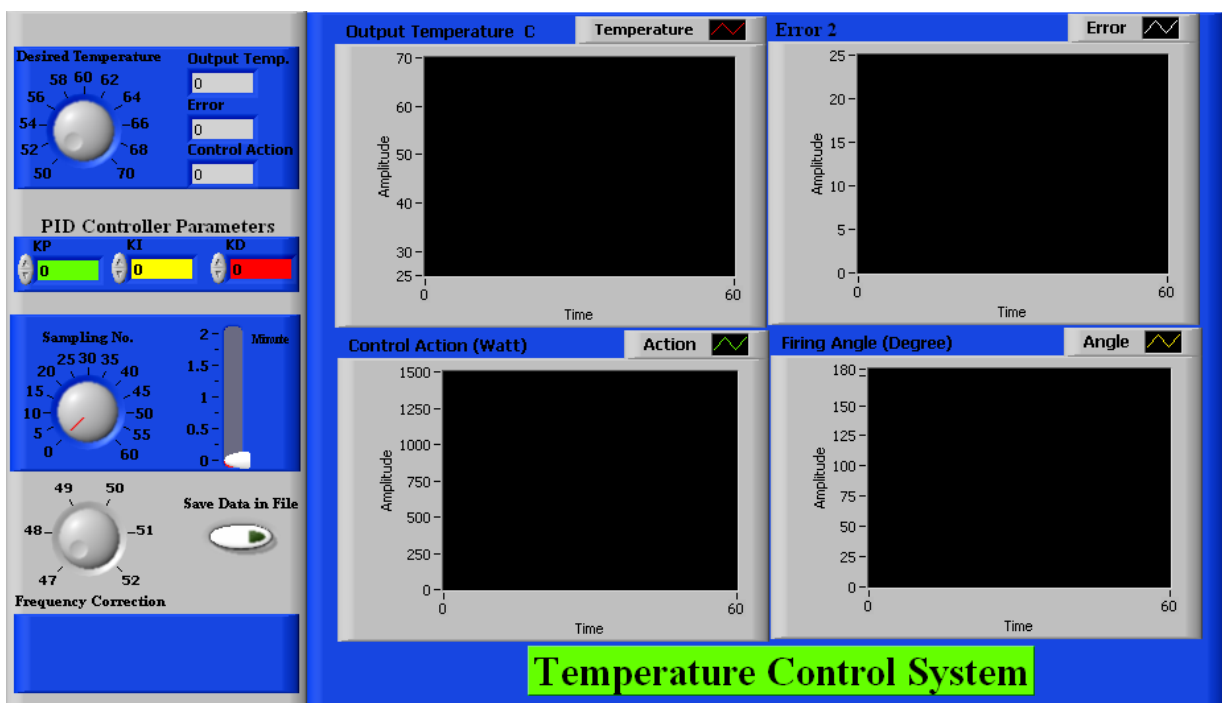 Desired Temperature
58 60 62
56 64
54 66
52 68
50 70
Output Temp.
0
Error
0
Control Action
0
PID Controller Parameters
KP KI KD
0 0 0
Sampling No.
25 30 35
20 40
15 45
10 50
5 55
0 60
Minute
2
1.5
1
0.5
0
49 50
48 51
47 52
Frequency Correction
Save Data in File
Output Temperature C
Temperature
70
60
50
40
30
25
Amplitude
0 60
Time
Error 2
Error
25
20
15
10
5
0
Amplitude
0 60
Time
Control Action (Watt)
Action
1500
1250
1000
750
500
250
0
Amplitude
0 60
Time
Firing Angle (Degree)
Angle
180
150
125
100
75
50
25
0
Amplitude
0 60
Time
Temperature Control System